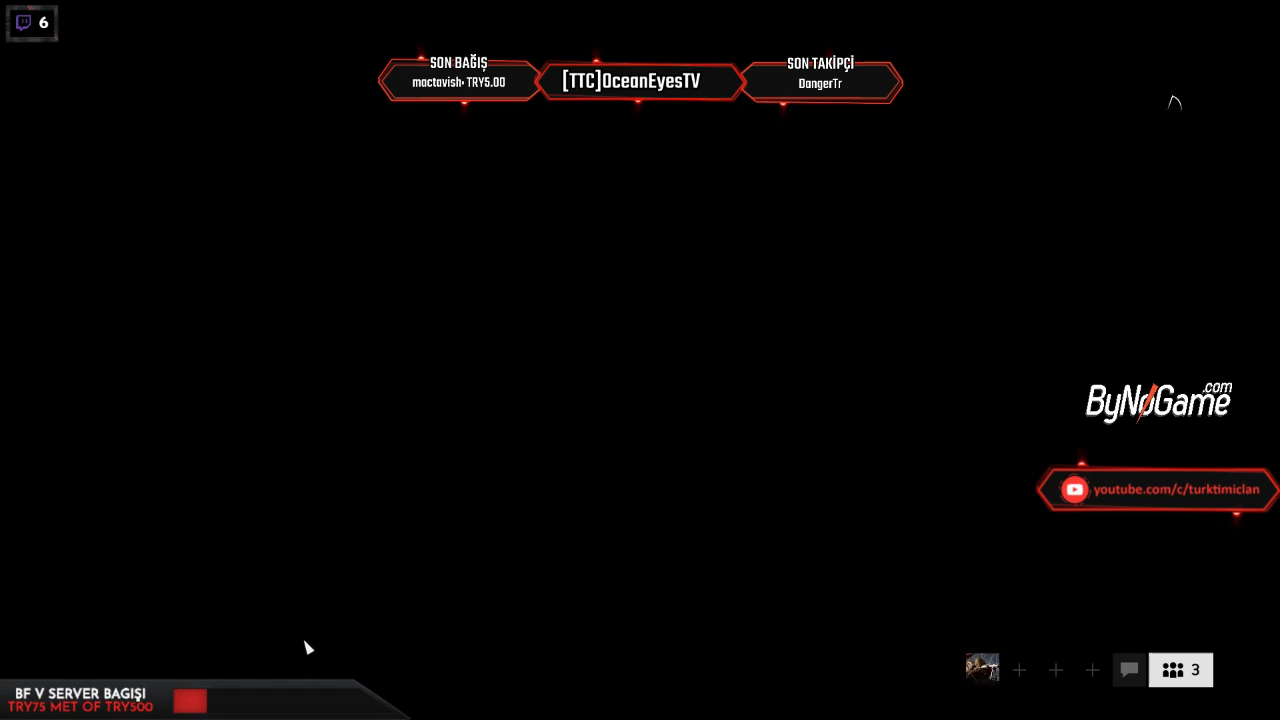 6
SON BAĞIŞ
mactavish• TRY5.00
[TTC]OceanEyesTV
SON TAKİPÇİ
DangerTr
ByNoGame.com
youtube.com/c/turktimiclan
3
BF V SERVER BAGIŞI
TRY75 MET OF TRY500